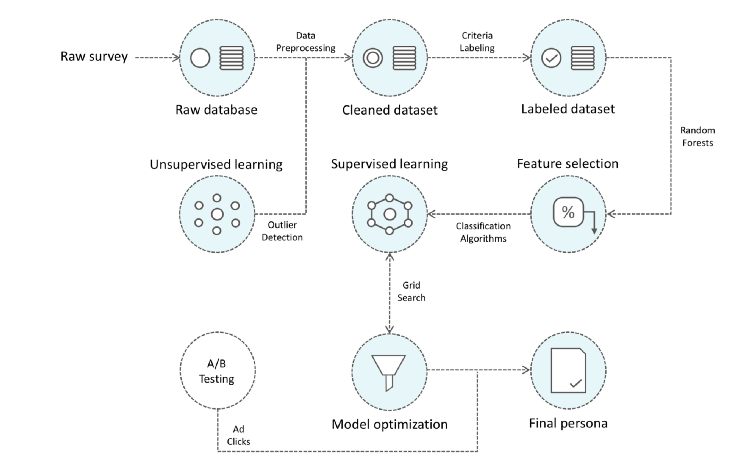 Raw survey
Data
Preprocessing
Criteria
Labeling
Raw database
Cleaned dataset
Labeled dataset
Random
Forests
Unsupervised learning
Supervised learning
Feature selection
%
Outlier
Detection
Classification
Algorithms
Grid
Search
A/B
Testing
Model optimization
Final persona
Ad
Clicks